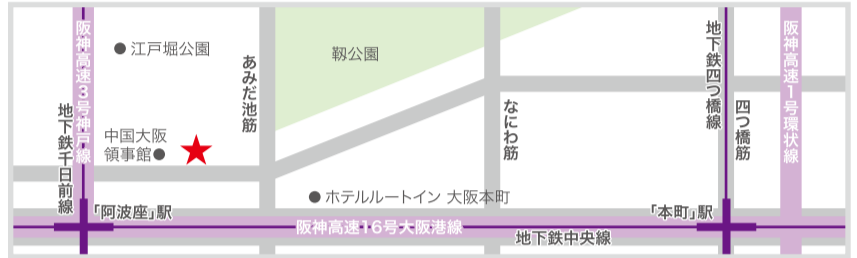 阪神高速3号神戸線
江戸堀公園
あみだ池筋
靱公園
地下鉄四つ橋線
阪神高速1号環状線
地下鉄千日前線
中国大阪
領事館
なにわ筋
四つ橋筋
ホテルルートイン 大阪本町
「阿波座」駅
「本町」駅
阪神高速16号大阪港線
地下鉄中央線